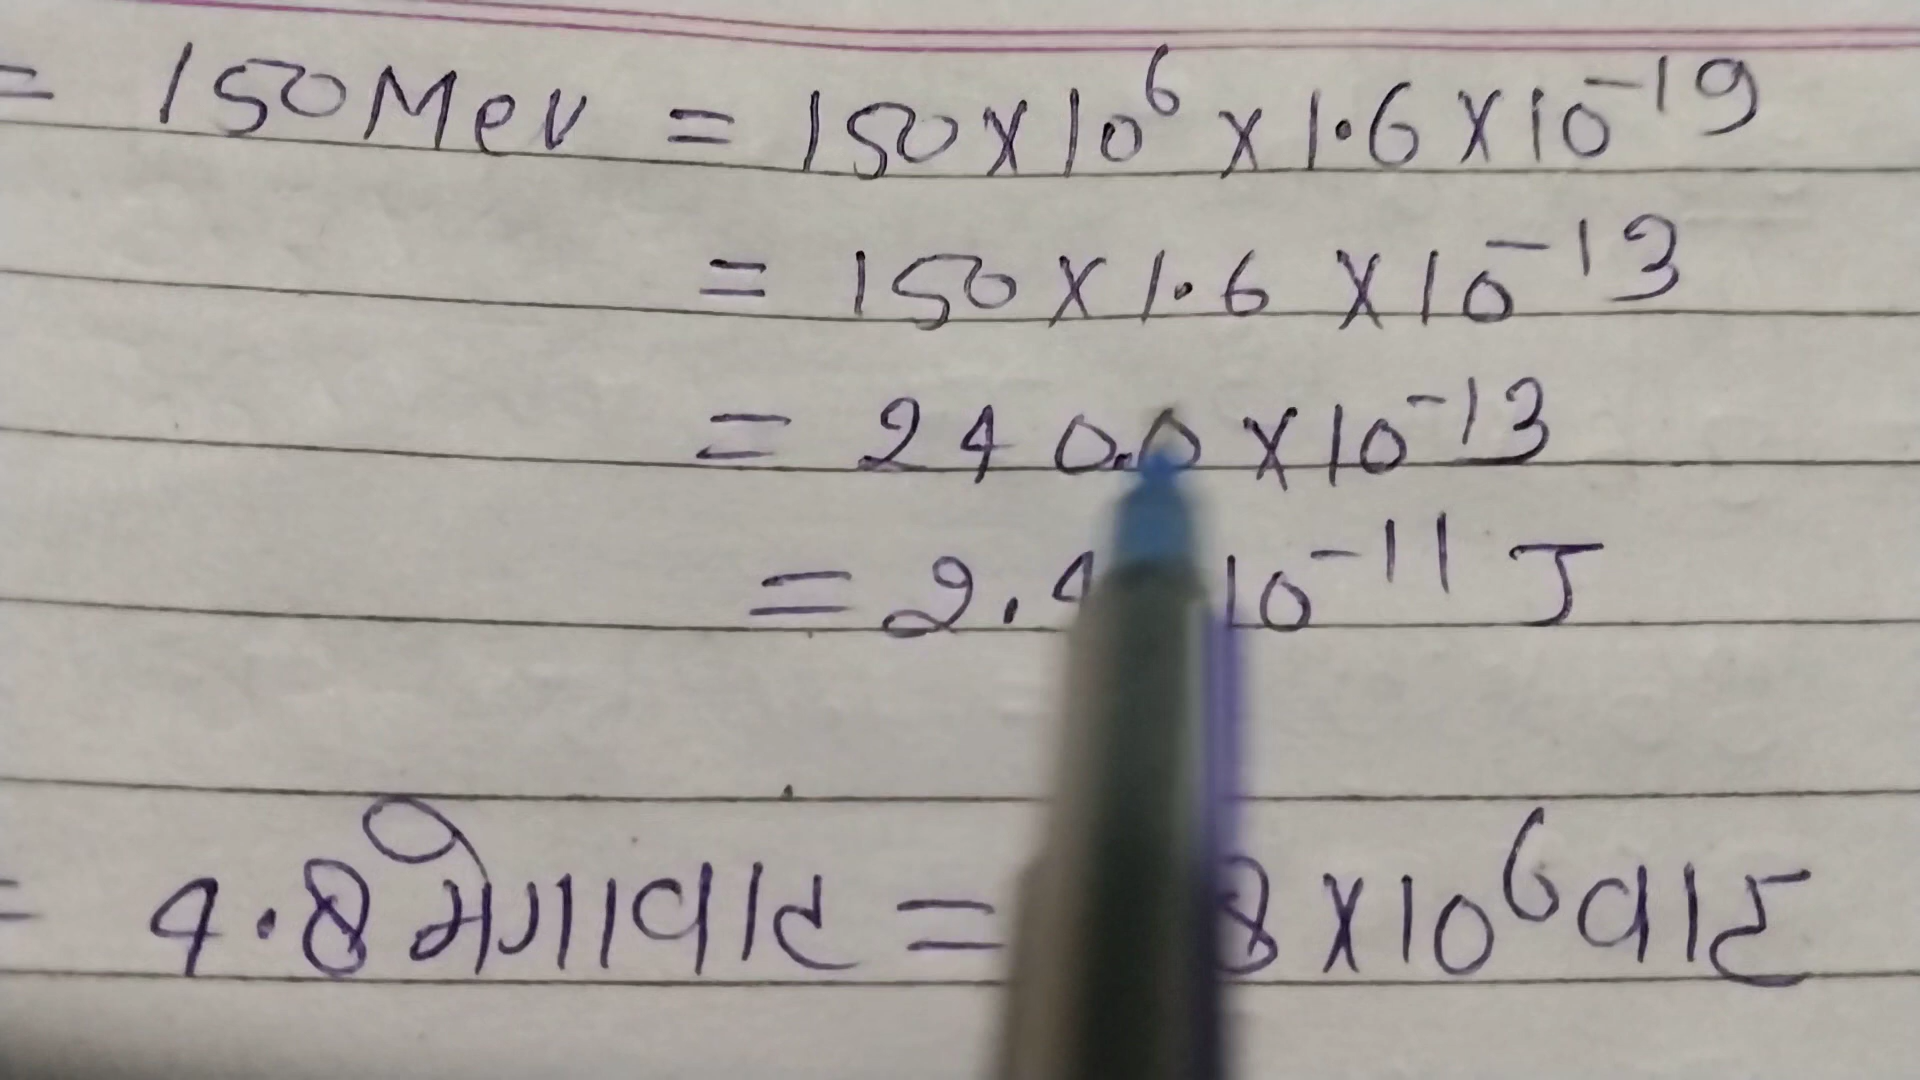 = 150 Mev = 150 × 10⁶ × 1.6 × 10⁻¹⁹
= 150 × 1.6 × 10⁻¹³
= 240.0 × 10⁻¹³
= 2.4 10⁻¹¹ J
= 4.8 मेगावाट = 8 × 10⁶ वाट